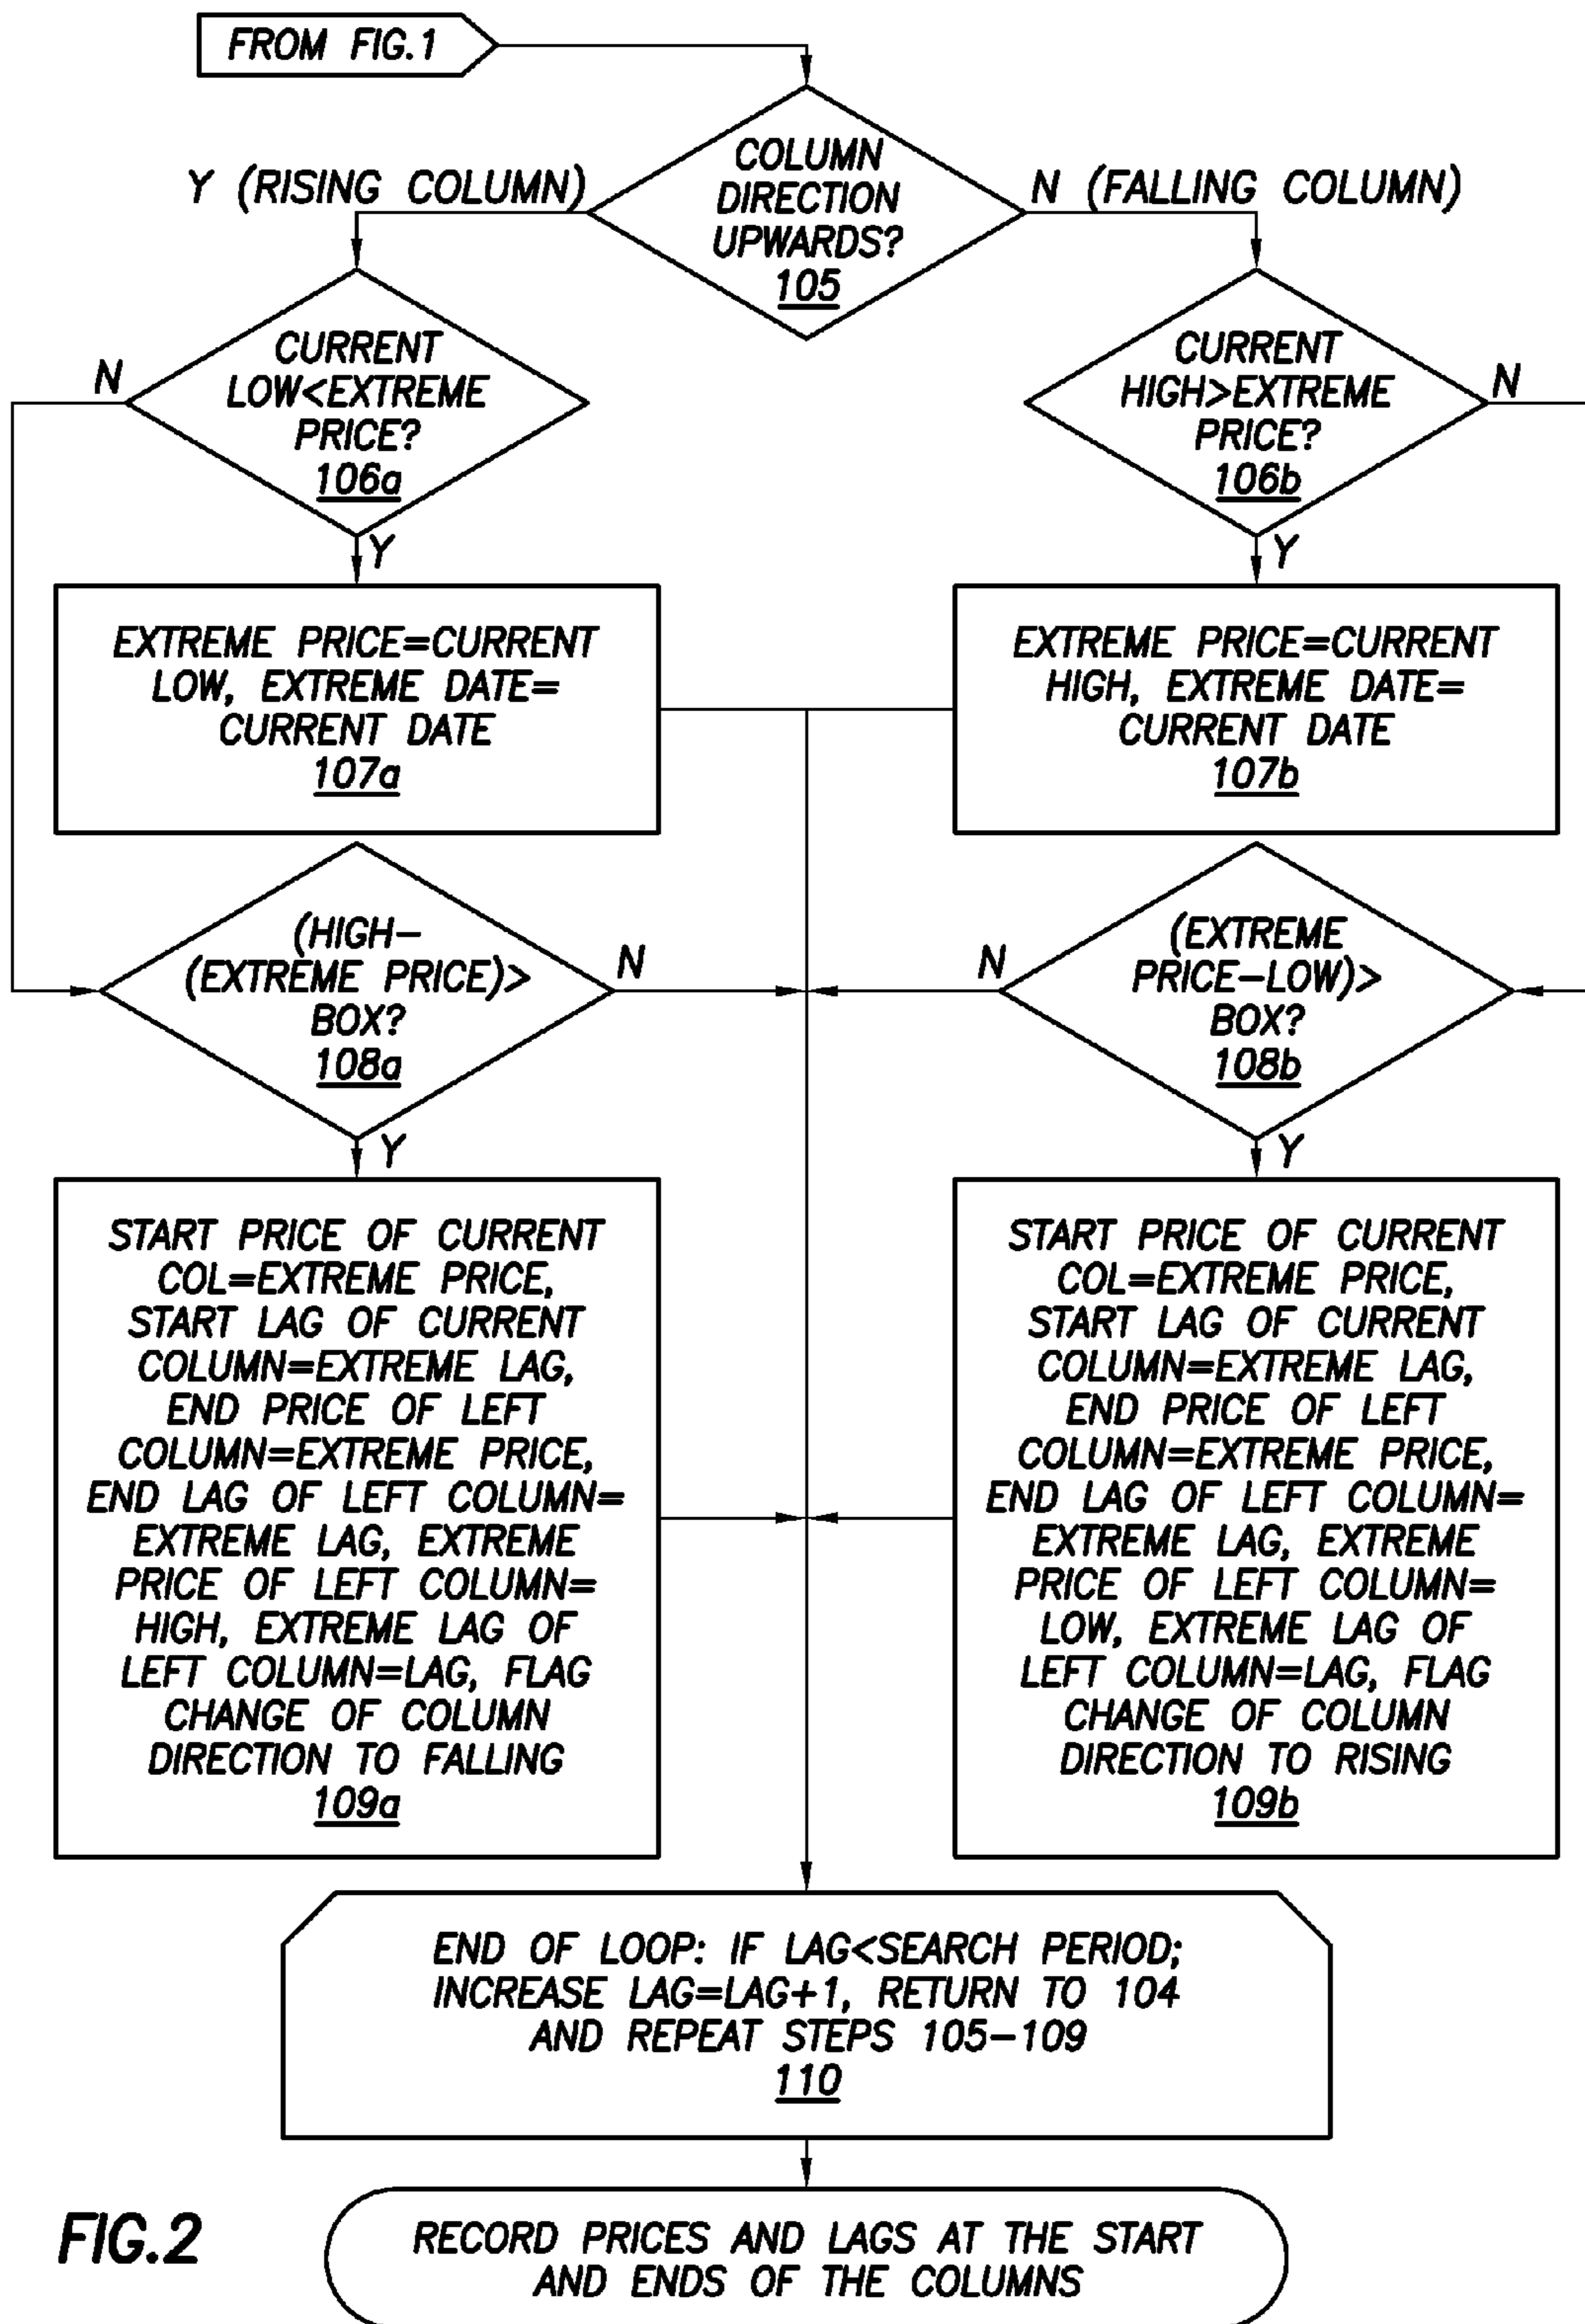 FROM FIG.1
COLUMN
DIRECTION
UPWARDS?
105
Y (RISING COLUMN)
N (FALLING COLUMN)
CURRENT
LOW<EXTREME
PRICE?
106a
N
Y
CURRENT
HIGH>EXTREME
PRICE?
106b
N
Y
EXTREME PRICE=CURRENT
LOW, EXTREME DATE=
CURRENT DATE
107a
EXTREME PRICE=CURRENT
HIGH, EXTREME DATE=
CURRENT DATE
107b
(HIGH-
(EXTREME PRICE)>
BOX?
108a
N
Y
(EXTREME
PRICE-LOW)>
BOX?
108b
N
Y
START PRICE OF CURRENT
COL=EXTREME PRICE,
START LAG OF CURRENT
COLUMN=EXTREME LAG,
END PRICE OF LEFT
COLUMN=EXTREME PRICE,
END LAG OF LEFT COLUMN=
EXTREME LAG, EXTREME
PRICE OF LEFT COLUMN=
HIGH, EXTREME LAG OF
LEFT COLUMN=LAG, FLAG
CHANGE OF COLUMN
DIRECTION TO FALLING
109a
START PRICE OF CURRENT
COL=EXTREME PRICE,
START LAG OF CURRENT
COLUMN=EXTREME LAG,
END PRICE OF LEFT
COLUMN=EXTREME PRICE,
END LAG OF LEFT COLUMN=
EXTREME LAG, EXTREME
PRICE OF LEFT COLUMN=
LOW, EXTREME LAG OF
LEFT COLUMN=LAG, FLAG
CHANGE OF COLUMN
DIRECTION TO RISING
109b
END OF LOOP: IF LAG<SEARCH PERIOD;
INCREASE LAG=LAG+1, RETURN TO 104
AND REPEAT STEPS 105-109
110
RECORD PRICES AND LAGS AT THE START
AND ENDS OF THE COLUMNS
FIG.2